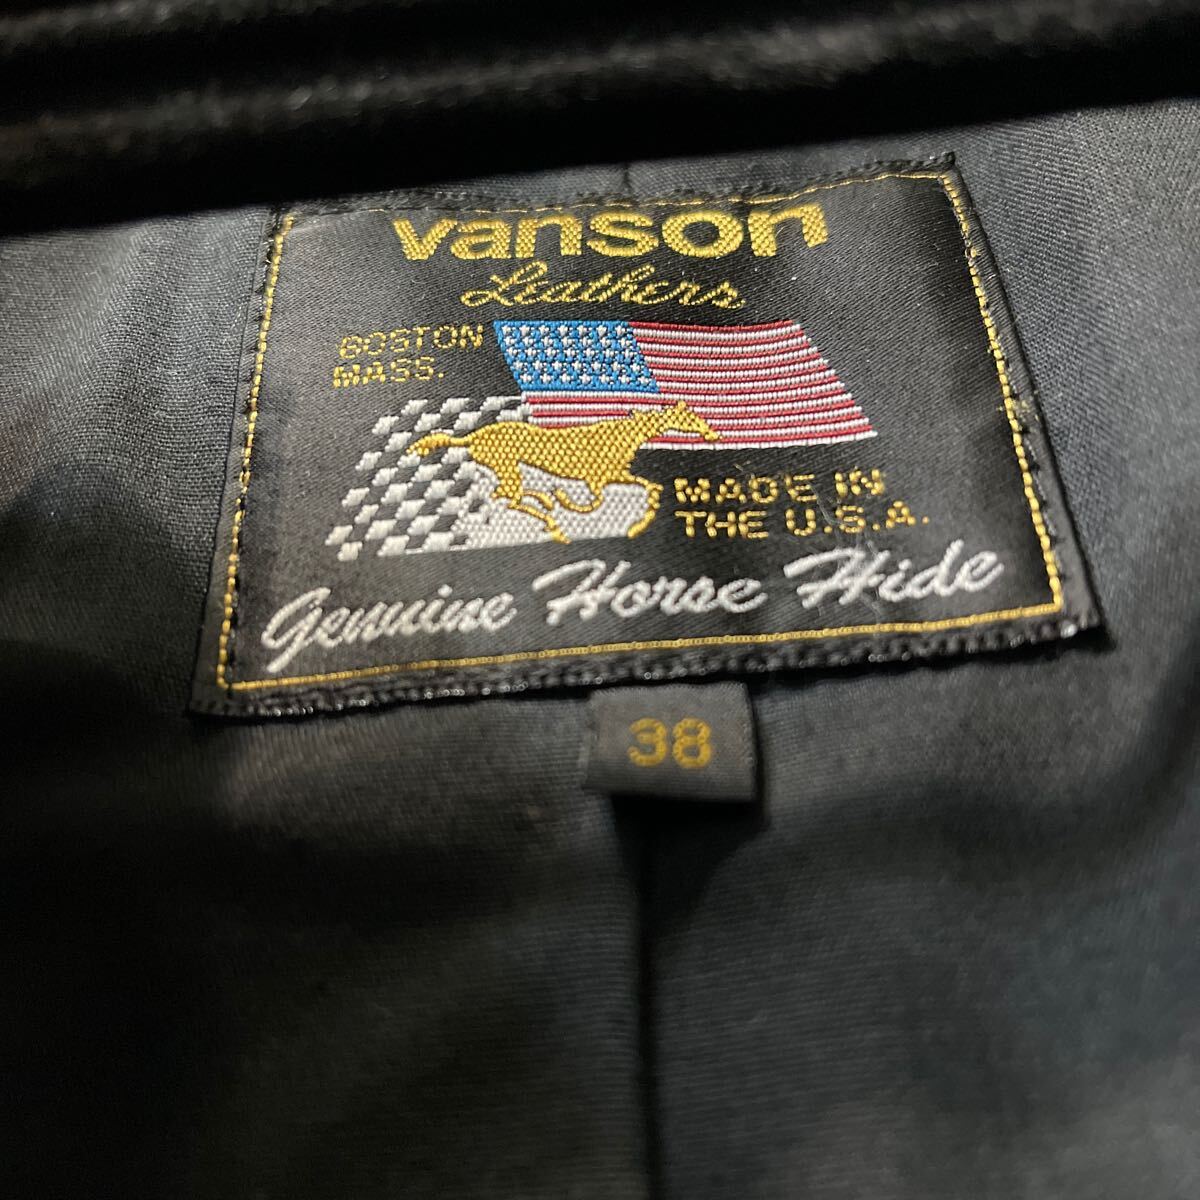 vanson
Leathers
BOSTON
MASS.
MADE IN
THE U.S.A.
Genuine Horse Hide
38